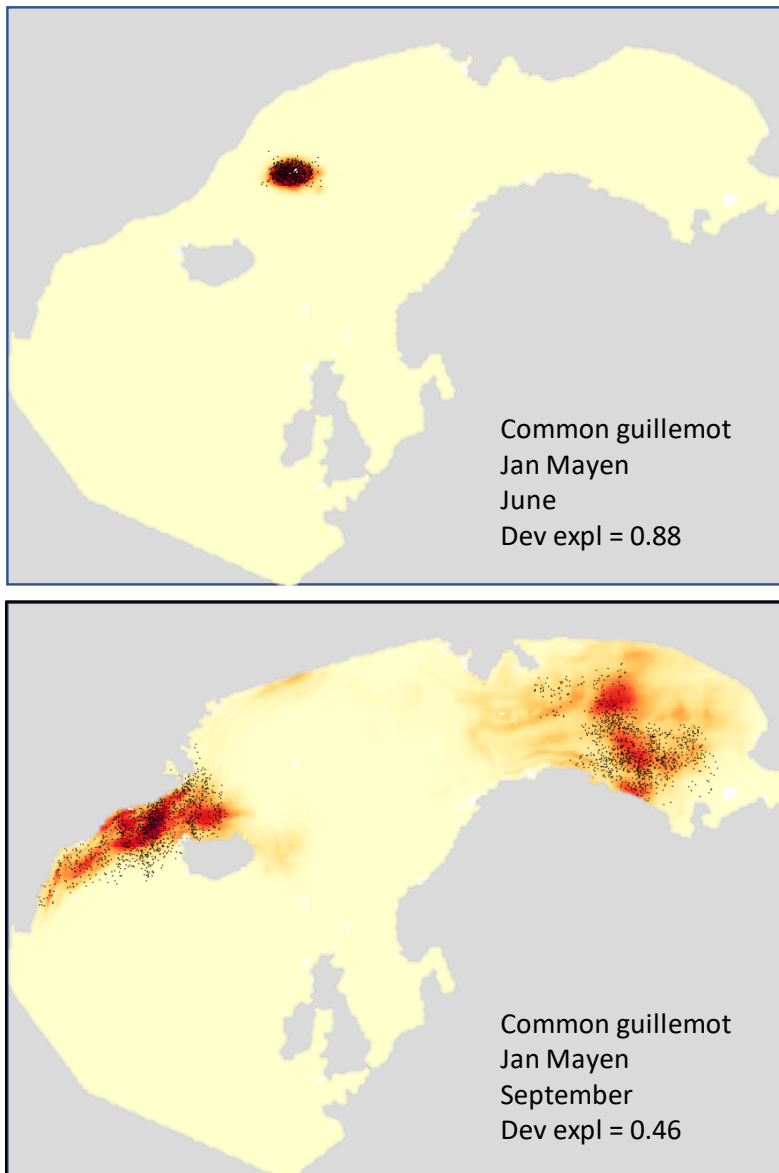 Common guillemot
Jan Mayen
June
Dev expl = 0.88
Common guillemot
Jan Mayen
September
Dev expl = 0.46